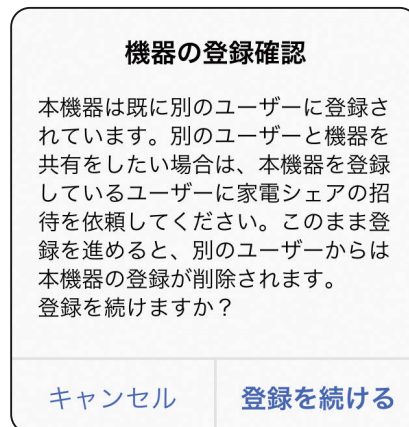 機器の登録確認
本機器は既に別のユーザーに登録さ
れています。別のユーザーと機器を
共有をしたい場合は、本機器を登録
しているユーザーに家電シェアの招
待を依頼してください。このまま登
録を進めると、別のユーザーからは
本機器の登録が削除されます。
登録を続けますか？
キャンセル 登録を続ける